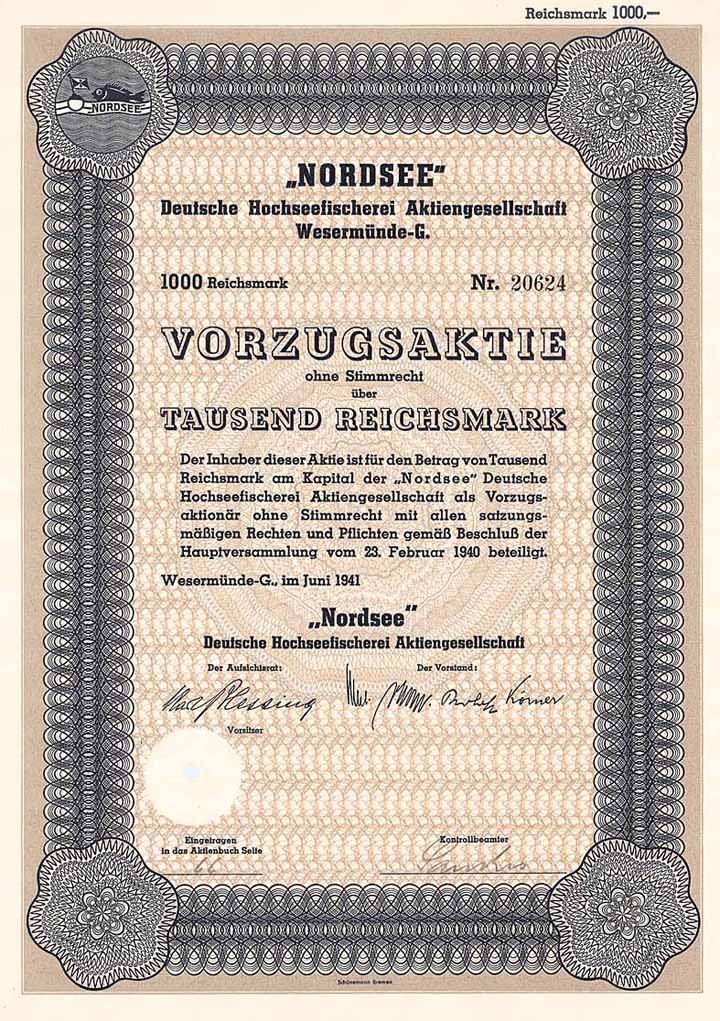 Reichsmark 1000,—
NORDSEE
„NORDSEE"
Deutsche Hochseefischerei Aktiengesellschaft
Wesermünde-G.
1000 Reichsmark Nr. 20624
VORZUGSAKTIE
ohne Stimmrecht
über
TAUSEND REICHSMARK
Der Inhaber dieser Aktie ist für den Betrag von Tausend
Reichsmark am Kapital der „Nordsee" Deutsche
Hochseefischerei Aktiengesellschaft als Vorzugs-
aktionär ohne Stimmrecht mit allen satzungs-
mäßigen Rechten und Pflichten gemäß Beschluß der
Hauptversammlung vom 23. Februar 1940 beteiligt.
Wesermünde-G., im Juni 1941
„Nordsee"
Deutsche Hochseefischerei Aktiengesellschaft
Der Aufsichtsrat: Der Vorstand:
Körner
Vorsitzer
Eingetragen
in das Aktienbuch Seite
66
Kontrollbeamter
Schünemann Bremen